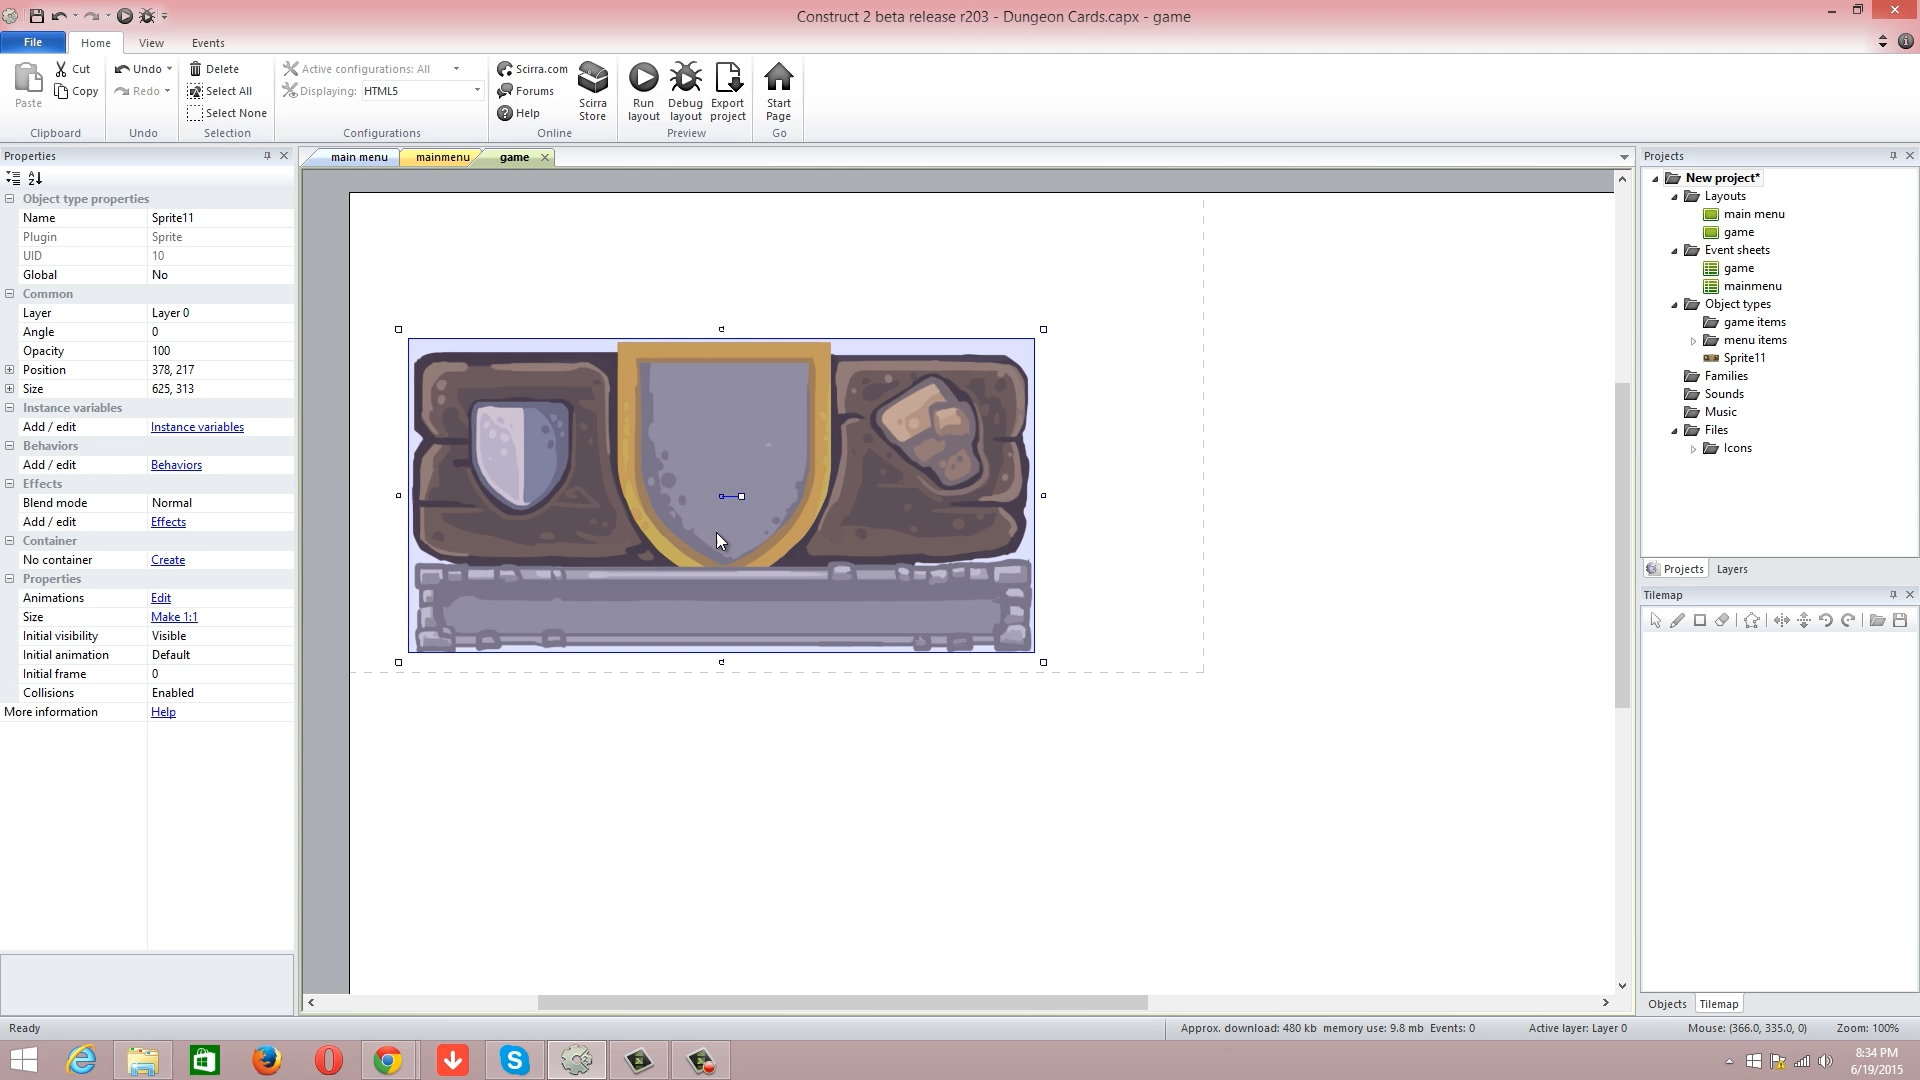 Construct 2 beta release r203 - Dungeon Cards.capx - game
File Home View Events
Paste Cut Copy Clipboard
Undo Redo Undo
Delete Select All Select None Selection
Active configurations: All
Displaying: HTML5
Configurations
Scirra.com Forums Help Scirra Store Online
Run layout Debug layout Export project Preview
Start Page Go
Properties
main menu mainmenu game
Projects
Object type properties
Name Sprite11
Plugin Sprite
UID 10
Global No
Common
Layer Layer 0
Angle 0
Opacity 100
Position 378, 217
Size 625, 313
Instance variables
Add / edit Instance variables
Behaviors
Add / edit Behaviors
Effects
Blend mode Normal
Add / edit Effects
Container
No container Create
Properties
Animations Edit
Size Make 1:1
Initial visibility Visible
Initial animation Default
Initial frame 0
Collisions Enabled
More information Help
New project*
Layouts
main menu
game
Event sheets
game
mainmenu
Object types
game items
menu items
Sprite11
Families
Sounds
Music
Files
Icons
Projects Layers
Tilemap
Objects Tilemap
Ready Approx. download: 480 kb memory use: 9.8 mb Events: 0 Active layer: Layer 0 Mouse: (366.0, 335.0, 0) Zoom: 100%
8:34 PM
6/19/2015